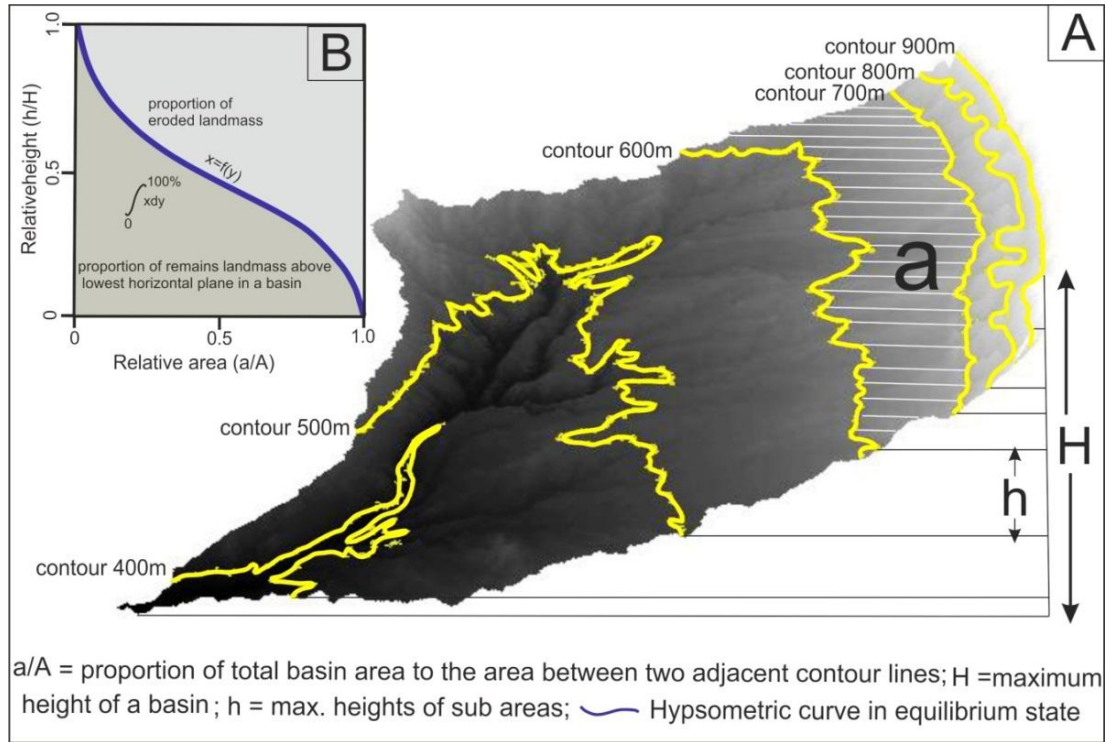 A
B
1.0
0.5
0
Relativeheight (h/H)
proportion of
eroded landmass
x=f(y)
100%
xdy
0
proportion of remains landmass above
lowest horizontal plane in a basin
0
0.5
1.0
Relative area (a/A)
contour 900m
contour 800m
contour 700m
contour 600m
a
contour 500m
H
h
contour 400m
a/A = proportion of total basin area to the area between two adjacent contour lines; H =maximum
height of a basin ; h = max. heights of sub areas; Hypsometric curve in equilibrium state